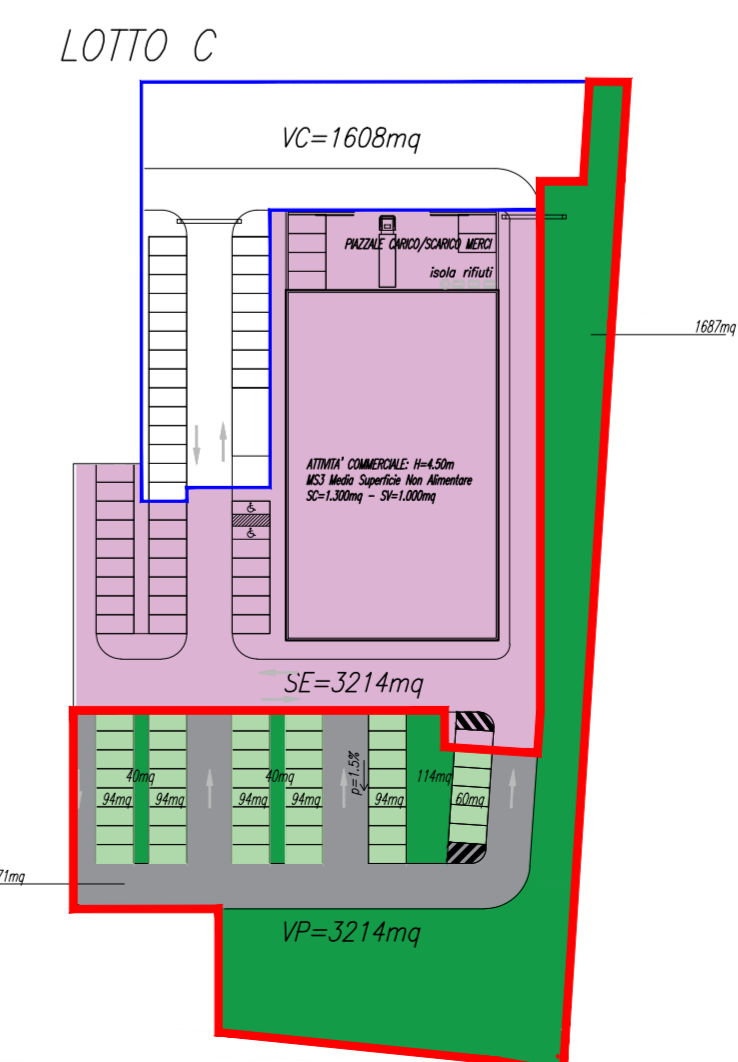 LOTTO C
VC=1608mq
PIAZZALE CARICO/SCARICO MERCI
isola rifiuti
1687mq
ATTIVITA' COMMERCIALE: H=4.50m
MS3 Media Superficie Non Alimentare
SC=1.300mq - SV=1.000mq
SE=3214mq
p=1.5%
40mq
40mq
114mq
94mq
94mq
94mq
94mq
94mq
60mq
71mq
VP=3214mq